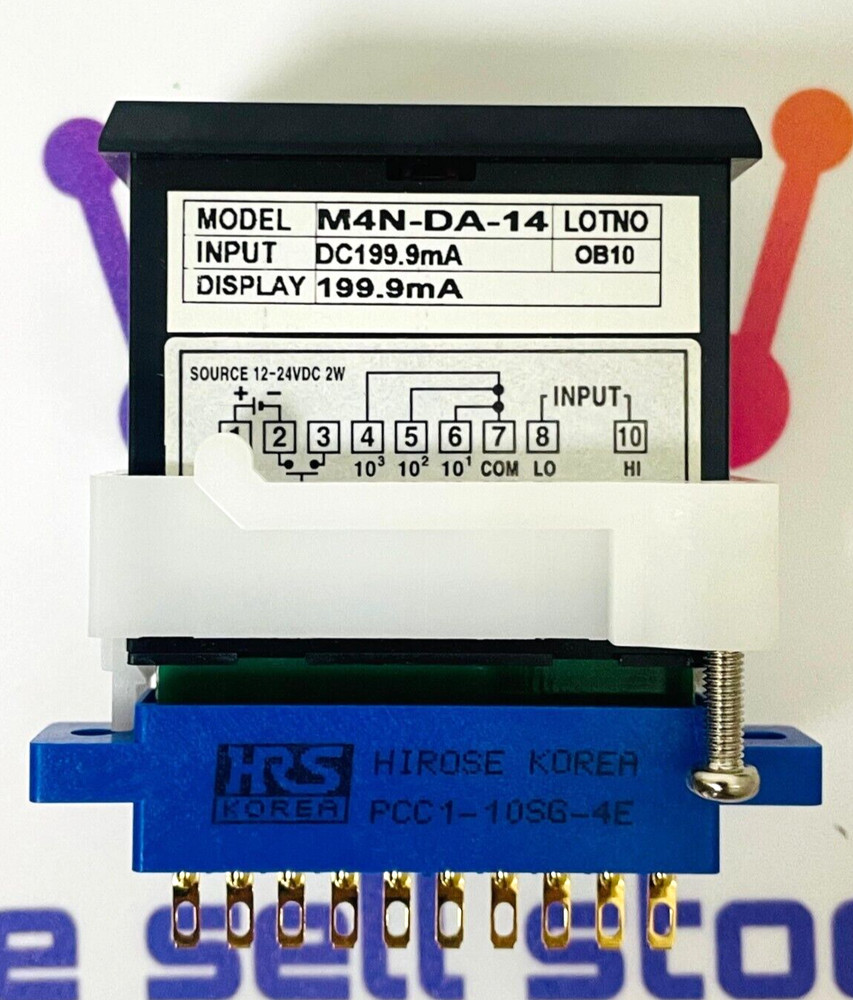 MODEL M4N-DA-14 LOTNO
INPUT DC199.9mA OB10
DISPLAY 199.9mA
SOURCE 12-24VDC 2W
+ -
INPUT
1 2 3 4 5 6 7 8 10
10³ 10² 10¹ COM LO HI
HRS HIROSE KOREA
KOREA PCC1-10SG-4E
e sell stoc